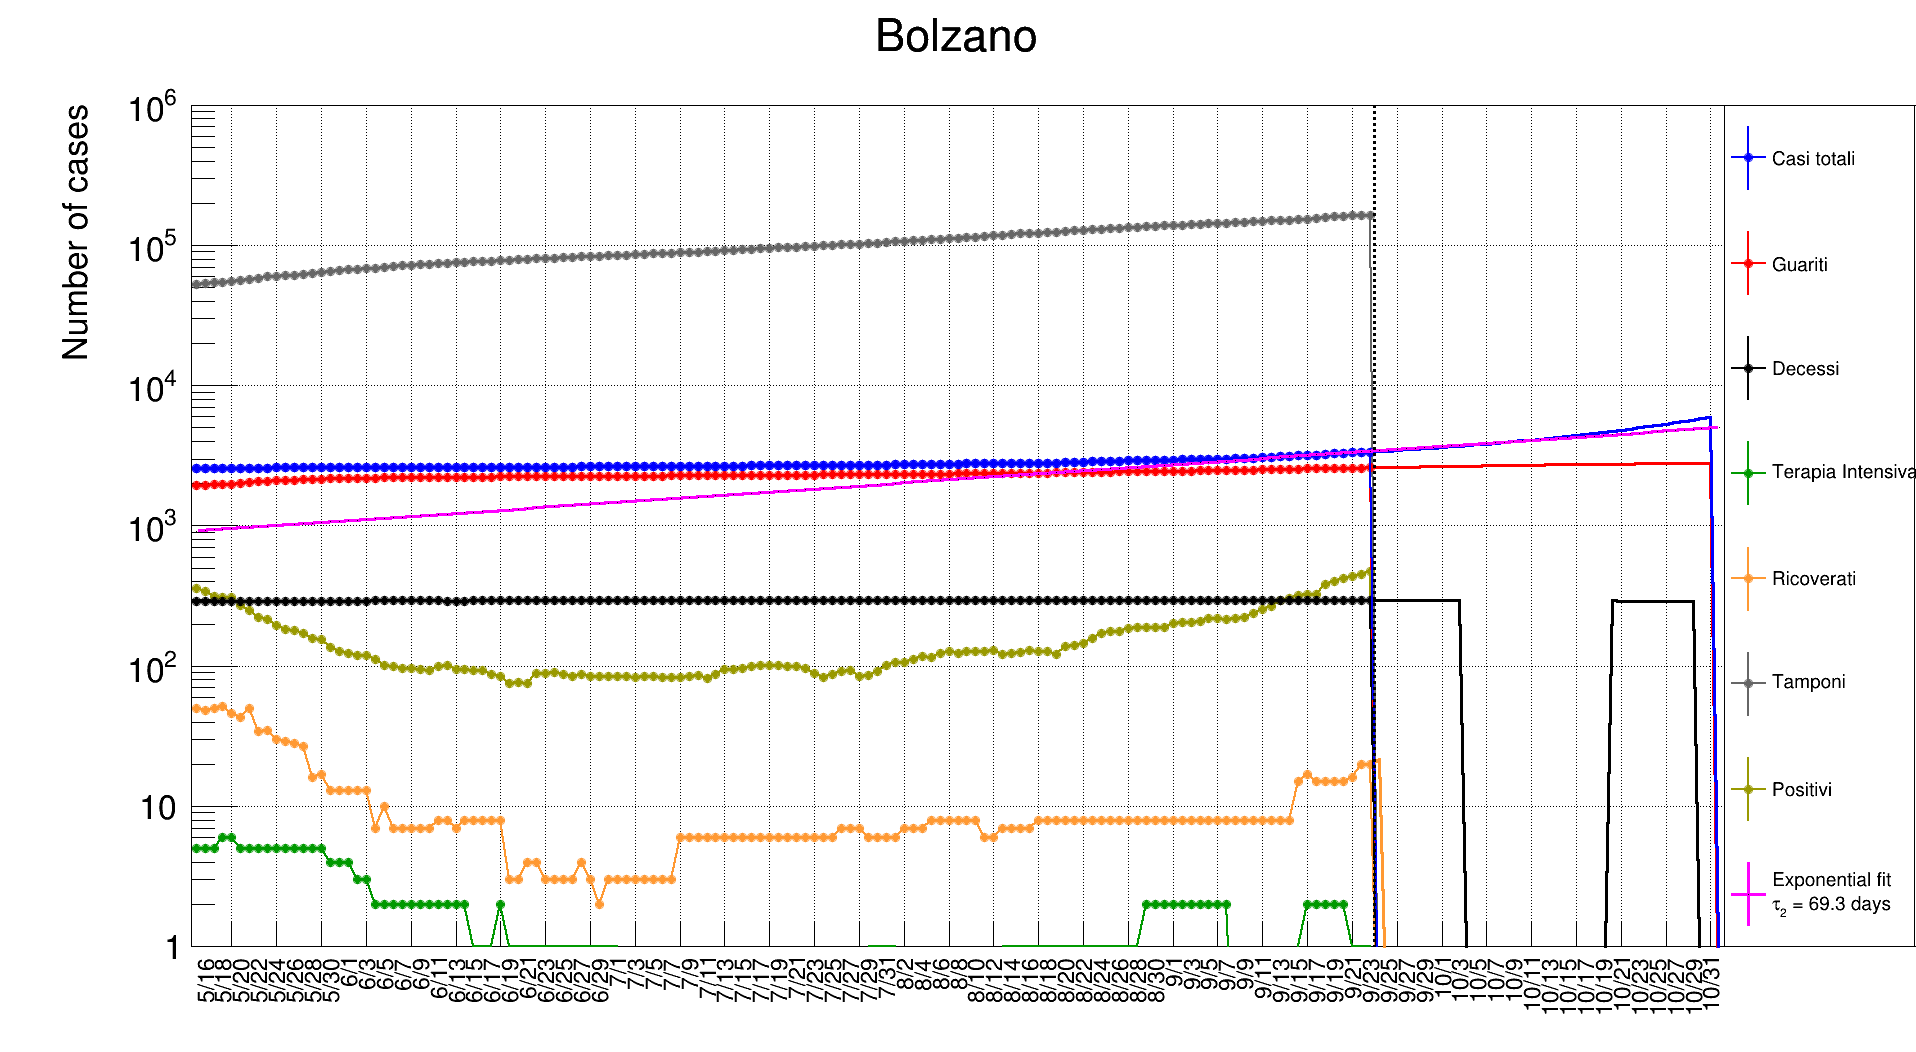 Bolzano
Number of cases
10^6
10^5
10^4
10^3
10^2
10
1
5/16 5/18 5/20 5/22 5/24 5/26 5/28 5/30 6/1 6/3 6/5 6/7 6/9 6/11 6/13 6/15 6/17 6/19 6/21 6/23 6/25 6/27 6/29 7/1 7/3 7/5 7/7 7/9 7/11 7/13 7/15 7/17 7/19 7/21 7/23 7/25 7/27 7/29 7/31 8/2 8/4 8/6 8/8 8/10 8/12 8/14 8/16 8/18 8/20 8/22 8/24 8/26 8/28 8/30 9/1 9/3 9/5 9/7 9/9 9/11 9/13 9/15 9/17 9/19 9/21 9/23 9/25 9/27 9/29 10/1 10/3 10/5 10/7 10/9 10/11 10/13 10/15 10/17 10/19 10/21 10/23 10/25 10/27 10/29 10/31
Casi totali
Guariti
Decessi
Terapia Intensiva
Ricoverati
Tamponi
Positivi
Exponential fit
τ₂ = 69.3 days